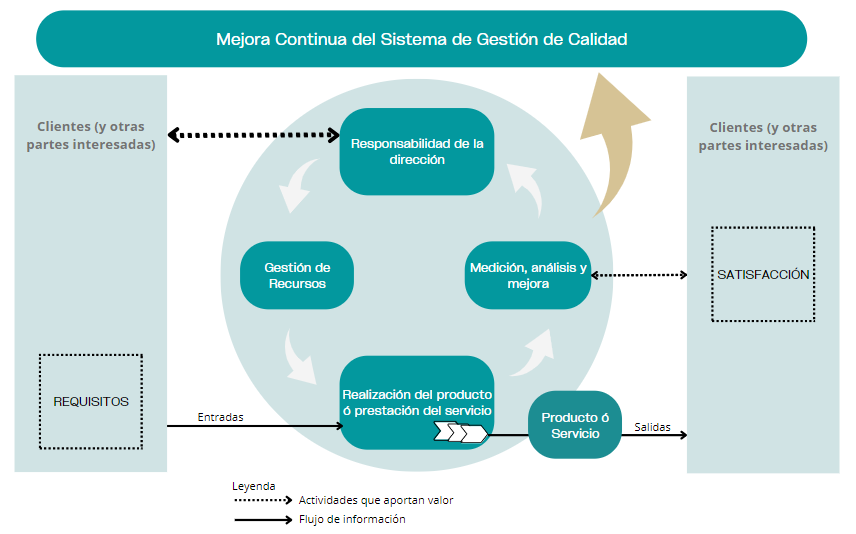 Mejora Continua del Sistema de Gestión de Calidad
Clientes (y otras
partes interesadas)
Clientes (y otras
partes interesadas)
Responsabilidad de la
dirección
Gestión de
Recursos
Medición, análisis y
mejora
SATISFACCIÓN
REQUISITOS
Entradas
Realización del producto
ó prestación del servicio
Producto ó
Servicio
Salidas
Leyenda
Actividades que aportan valor
Flujo de información